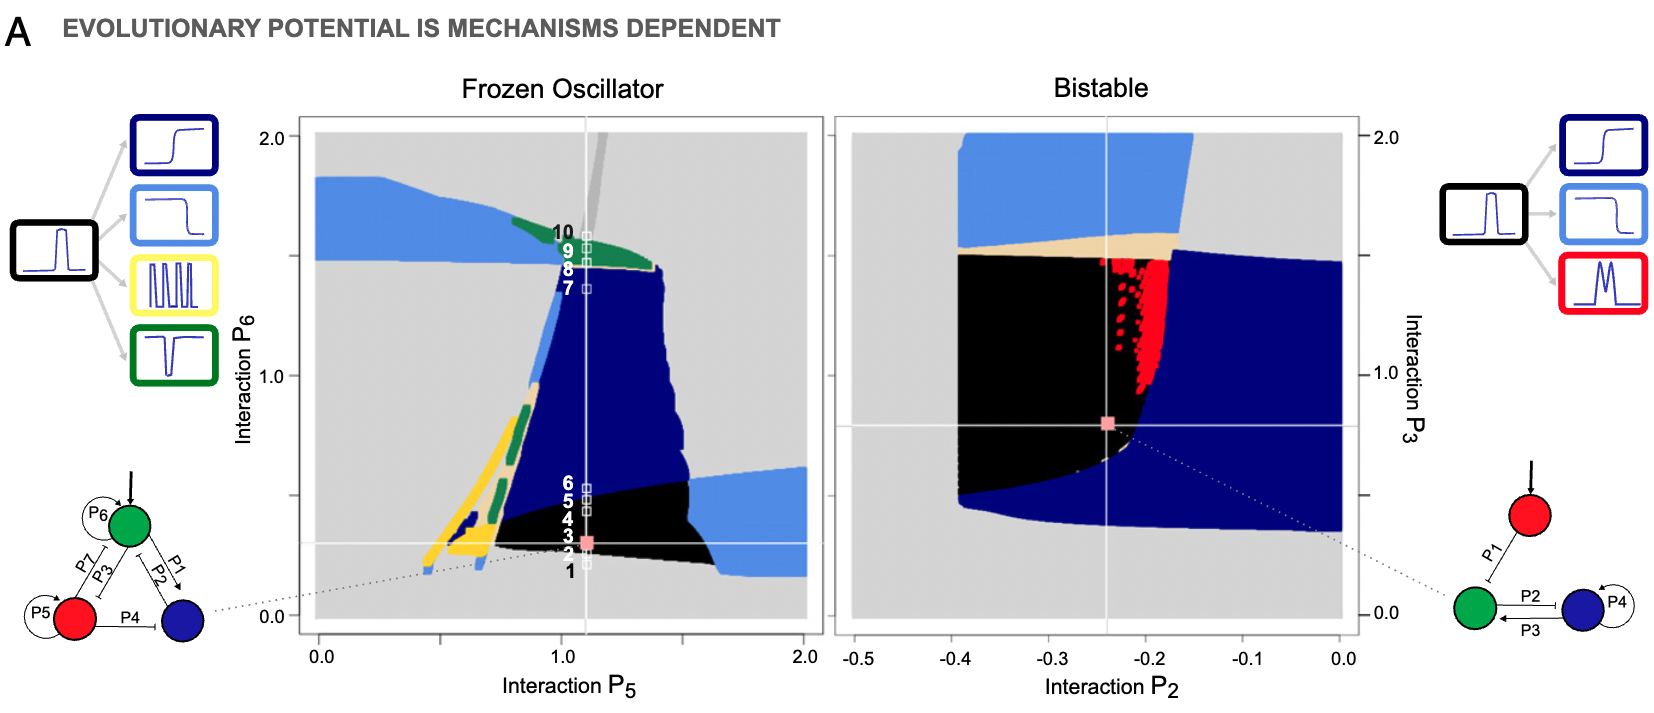 A EVOLUTIONARY POTENTIAL IS MECHANISMS DEPENDENT
Frozen Oscillator
Bistable
2.0
1.0
0.0
Interaction P6
10
9
8
7
6
5
4
3
2
1
0.0 1.0 2.0
Interaction P5
P6
P7
P3
P1
P2
P5
P4
2.0
1.0
0.0
Interaction P3
-0.5 -0.4 -0.3 -0.2 -0.1 0.0
Interaction P2
P1
P2
P3
P4